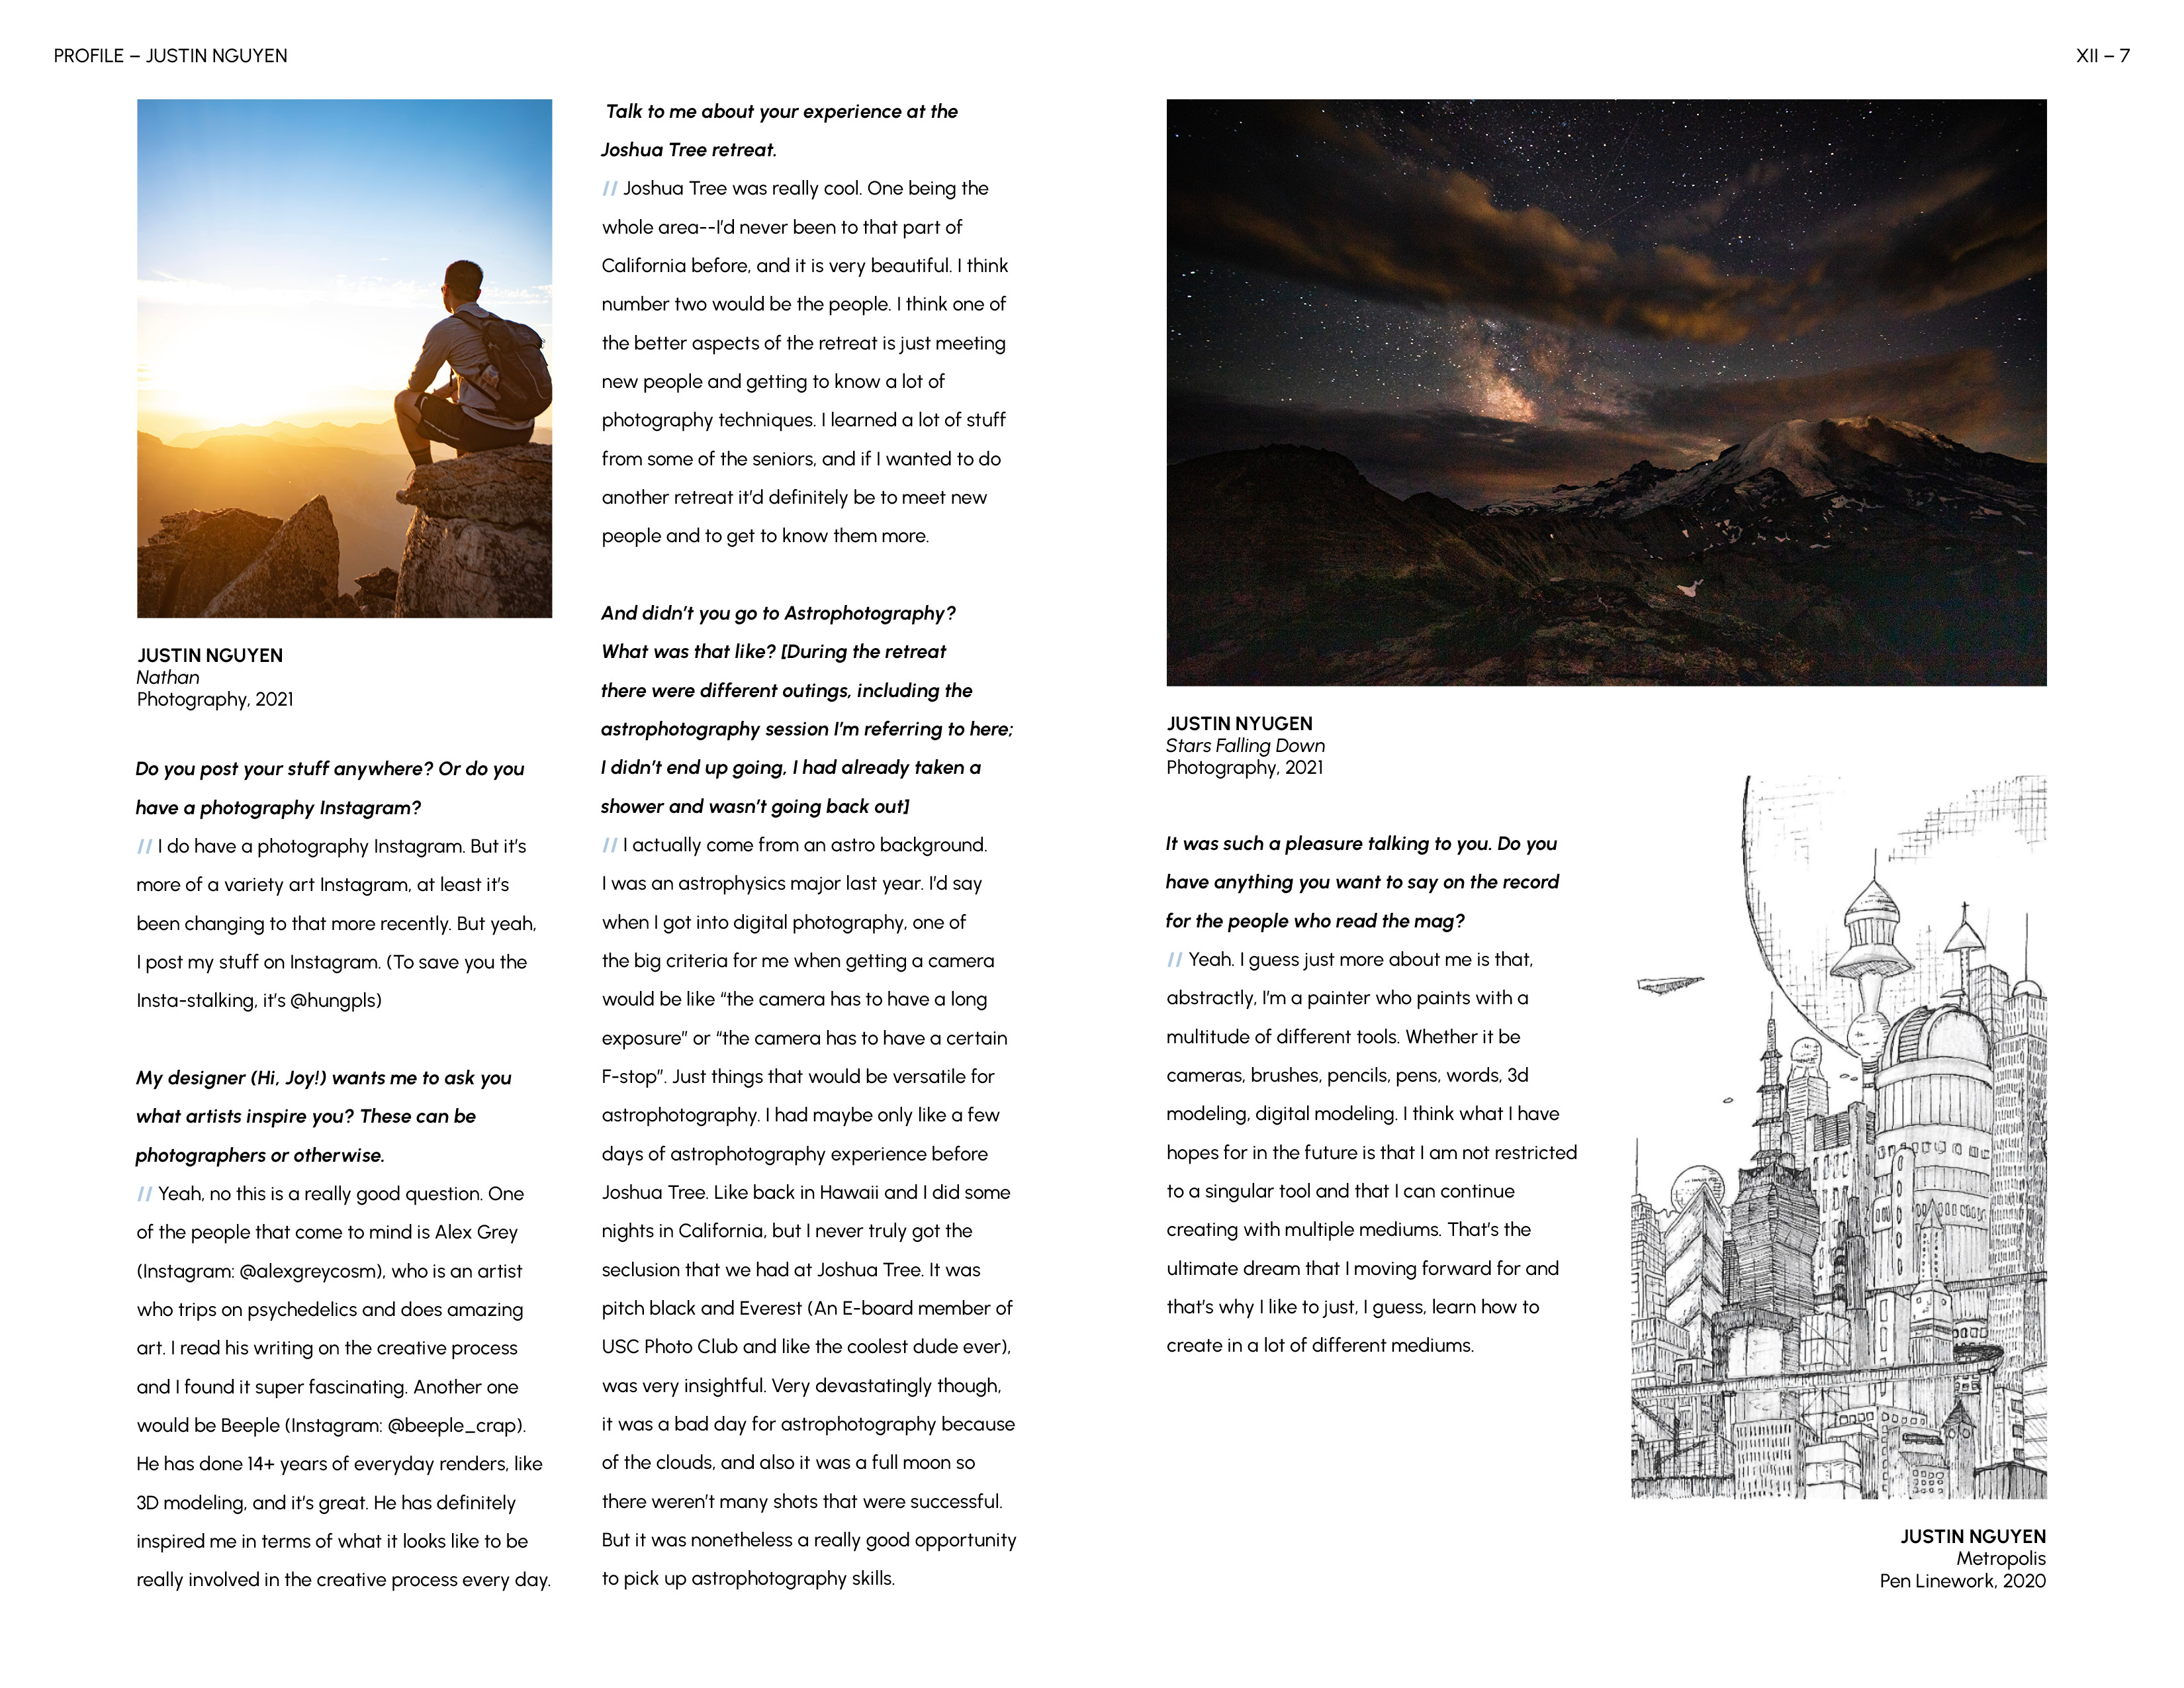 PROFILE – JUSTIN NGUYEN
XII – 7
JUSTIN NGUYEN
Nathan
Photography, 2021
Do you post your stuff anywhere? Or do you
have a photography Instagram?
// I do have a photography Instagram. But it's
more of a variety art Instagram, at least it's
been changing to that more recently. But yeah,
I post my stuff on Instagram. (To save you the
Insta-stalking, it's @hungpls)
My designer (Hi, Joy!) wants me to ask you
what artists inspire you? These can be
photographers or otherwise.
// Yeah, no this is a really good question. One
of the people that come to mind is Alex Grey
(Instagram: @alexgreycosm), who is an artist
who trips on psychedelics and does amazing
art. I read his writing on the creative process
and I found it super fascinating. Another one
would be Beeple (Instagram: @beeple_crap).
He has done 14+ years of everyday renders, like
3D modeling, and it's great. He has definitely
inspired me in terms of what it looks like to be
really involved in the creative process every day.
Talk to me about your experience at the
Joshua Tree retreat.
// Joshua Tree was really cool. One being the
whole area--I'd never been to that part of
California before, and it is very beautiful. I think
number two would be the people. I think one of
the better aspects of the retreat is just meeting
new people and getting to know a lot of
photography techniques. I learned a lot of stuff
from some of the seniors, and if I wanted to do
another retreat it'd definitely be to meet new
people and to get to know them more.
And didn't you go to Astrophotography?
What was that like? [During the retreat
there were different outings, including the
astrophotography session I'm referring to here;
I didn't end up going, I had already taken a
shower and wasn't going back out]
// I actually come from an astro background.
I was an astrophysics major last year. I'd say
when I got into digital photography, one of
the big criteria for me when getting a camera
would be like "the camera has to have a long
exposure" or "the camera has to have a certain
F-stop". Just things that would be versatile for
astrophotography. I had maybe only like a few
days of astrophotography experience before
Joshua Tree. Like back in Hawaii and I did some
nights in California, but I never truly got the
seclusion that we had at Joshua Tree. It was
pitch black and Everest (An E-board member of
USC Photo Club and like the coolest dude ever),
was very insightful. Very devastatingly though,
it was a bad day for astrophotography because
of the clouds, and also it was a full moon so
there weren't many shots that were successful.
But it was nonetheless a really good opportunity
to pick up astrophotography skills.
JUSTIN NYUGEN
Stars Falling Down
Photography, 2021
It was such a pleasure talking to you. Do you
have anything you want to say on the record
for the people who read the mag?
// Yeah. I guess just more about me is that,
abstractly, I'm a painter who paints with a
multitude of different tools. Whether it be
cameras, brushes, pencils, pens, words, 3d
modeling, digital modeling. I think what I have
hopes for in the future is that I am not restricted
to a singular tool and that I can continue
creating with multiple mediums. That's the
ultimate dream that I moving forward for and
that's why I like to just, I guess, learn how to
create in a lot of different mediums.
JUSTIN NGUYEN
Metropolis
Pen Linework, 2020